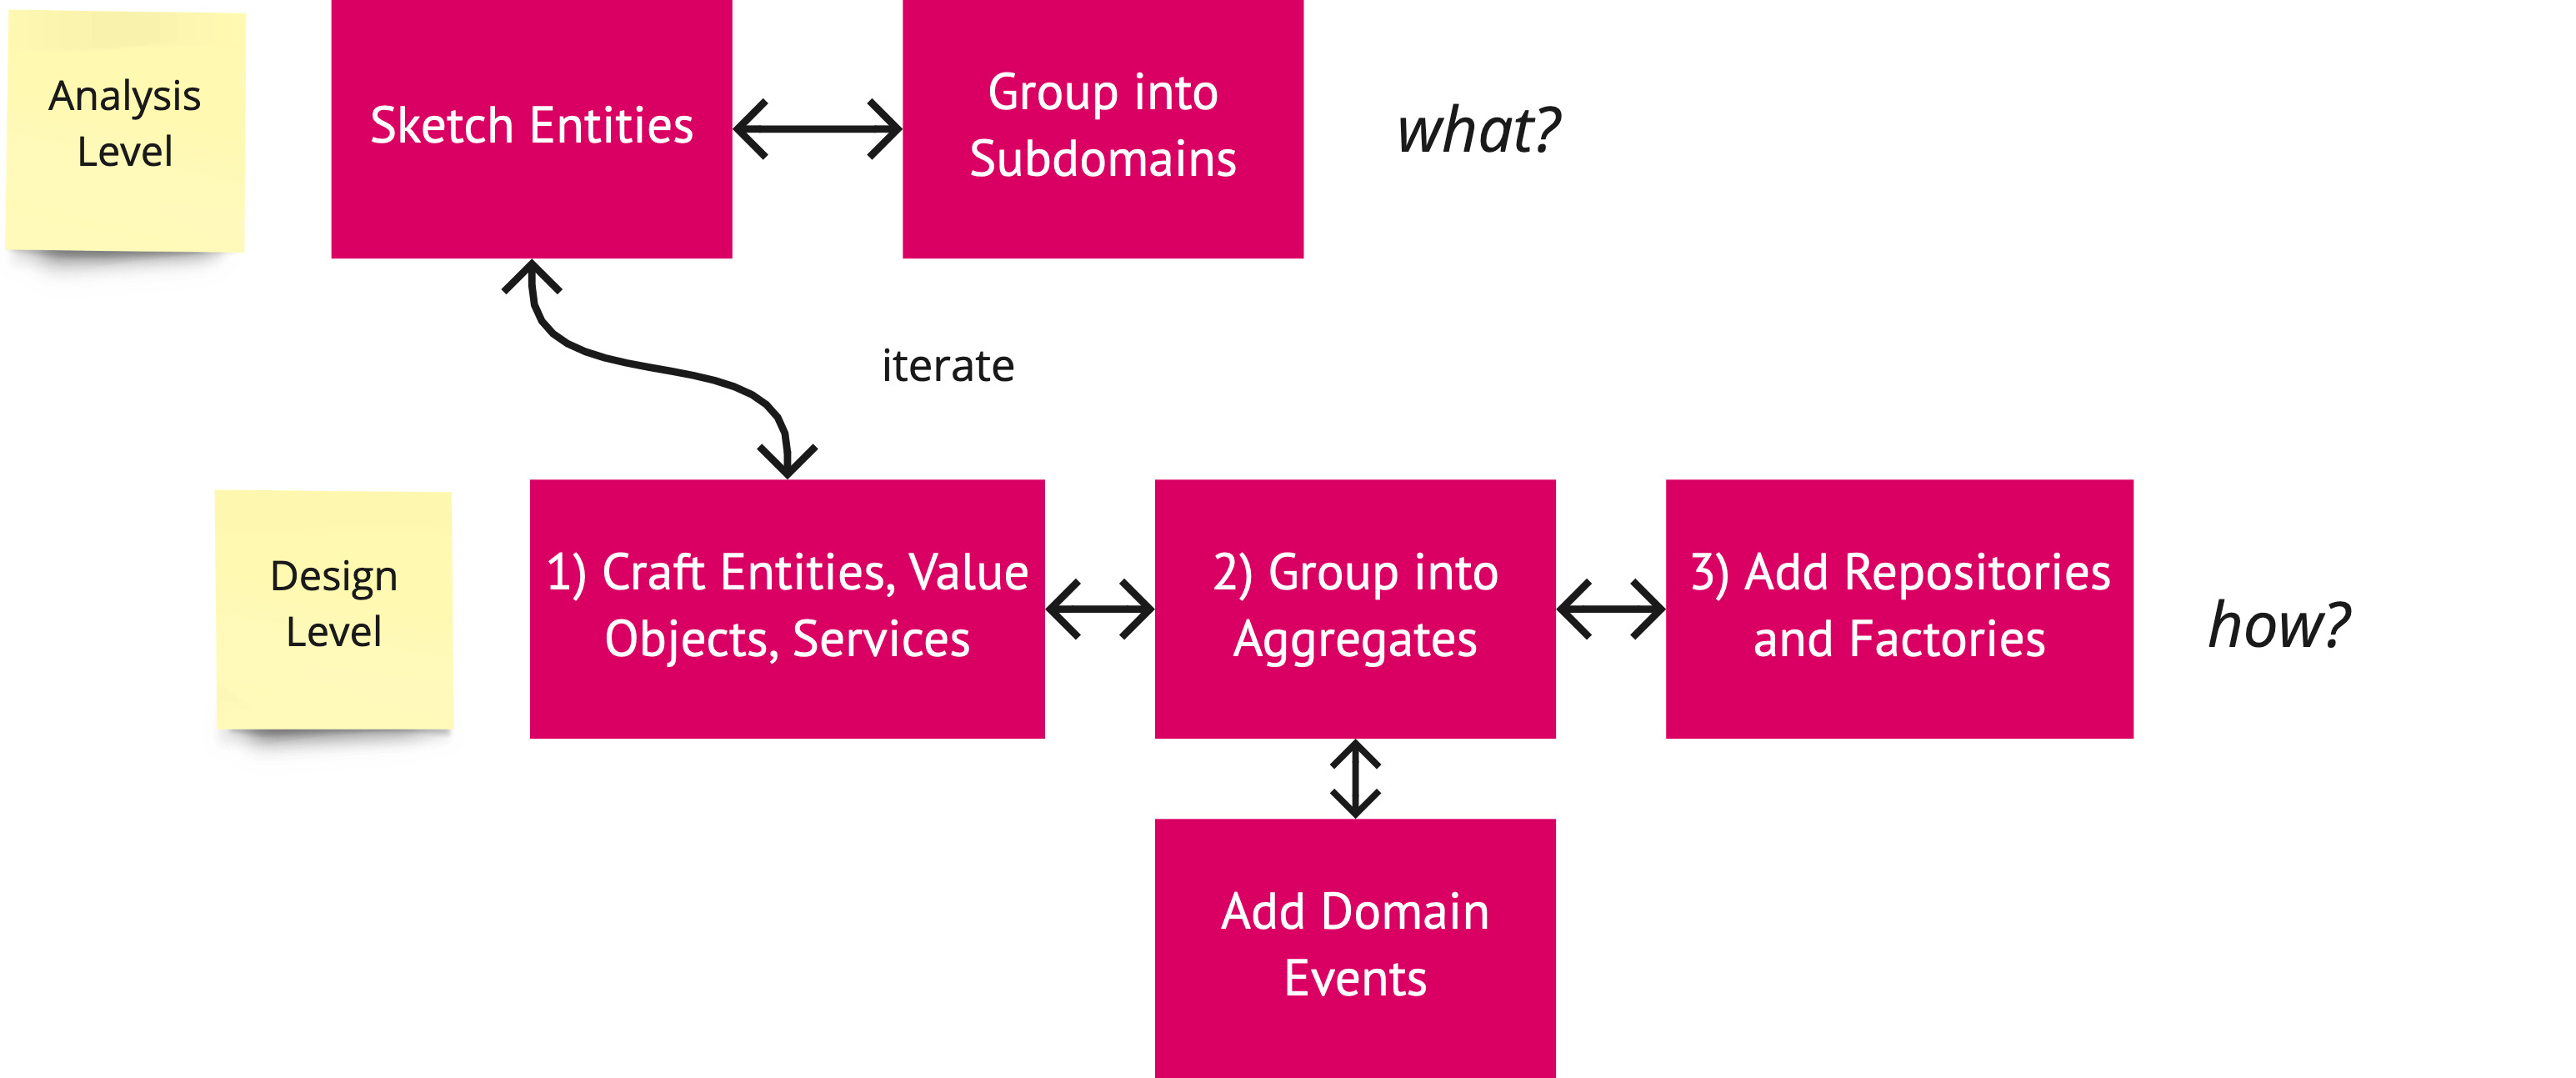 Analysis
Level
Sketch Entities
Group into
Subdomains
what?
iterate
Design
Level
1) Craft Entities, Value
Objects, Services
2) Group into
Aggregates
3) Add Repositories
and Factories
how?
Add Domain
Events